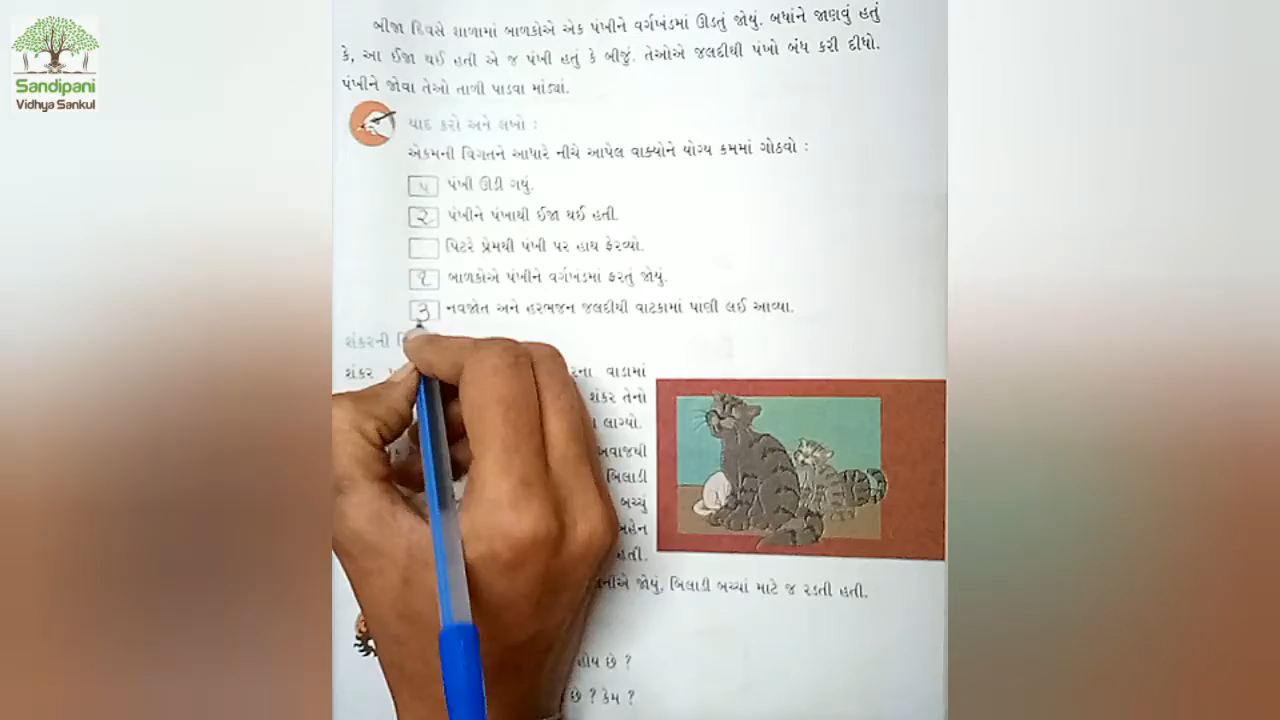 Sandipani
Vidhya Sankul
બીજા દિવસે શાળામાં બાળકોએ એક પંખીને વર્ગખંડમાં ઊડતું જોયું. બધાંને જાણવું હતું
કે, આ ઈજા થઈ હતી એ જ પંખી હતું કે બીજું. તેઓએ જલદીથી પંખો બંધ કરી દીધો.
પંખીને જોવા તેઓ તાળી પાડવા માંડ્યાં.
યાદ કરો અને લખો :
એકમની વિગતને આધારે નીચે આપેલ વાક્યોને યોગ્ય ક્રમમાં ગોઠવો :
૫ પંખી ઊડી ગયું.
૨ પંખીને પંખાથી ઈજા થઈ હતી.
પિટરે પ્રેમથી પંખી પર હાથ ફેરવ્યો.
૧ બાળકોએ પંખીને વર્ગખંડમાં ફરતું જોયું.
૩ નવજોત અને હરભજન જલદીથી વાટકામાં પાણી લઈ આવ્યા.
શંકરની
શંકર વાડામાં
શંકર તેનો
લાગ્યો.
બિલાડી
બચ્ચું
હતી.
જોયું, બિલાડી બચ્ચાં માટે જ રડતી હતી.
છે ?
છે ? કેમ ?